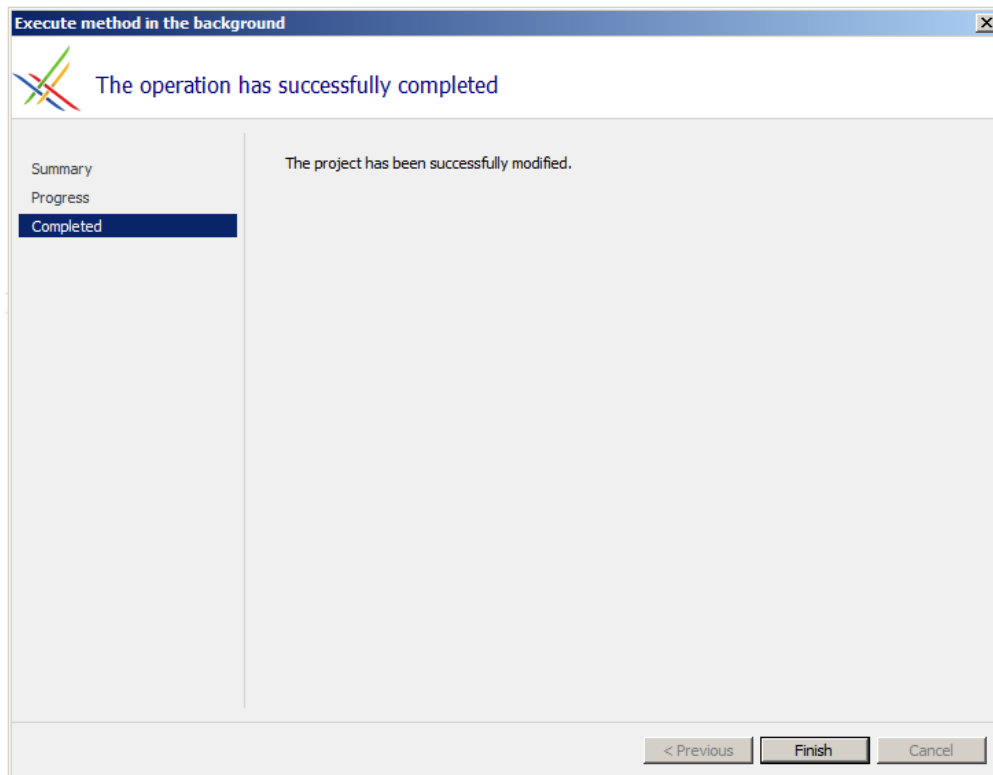 Execute method in the background
The operation has successfully completed
Summary
Progress
Completed
The project has been successfully modified.
< Previous
Finish
Cancel